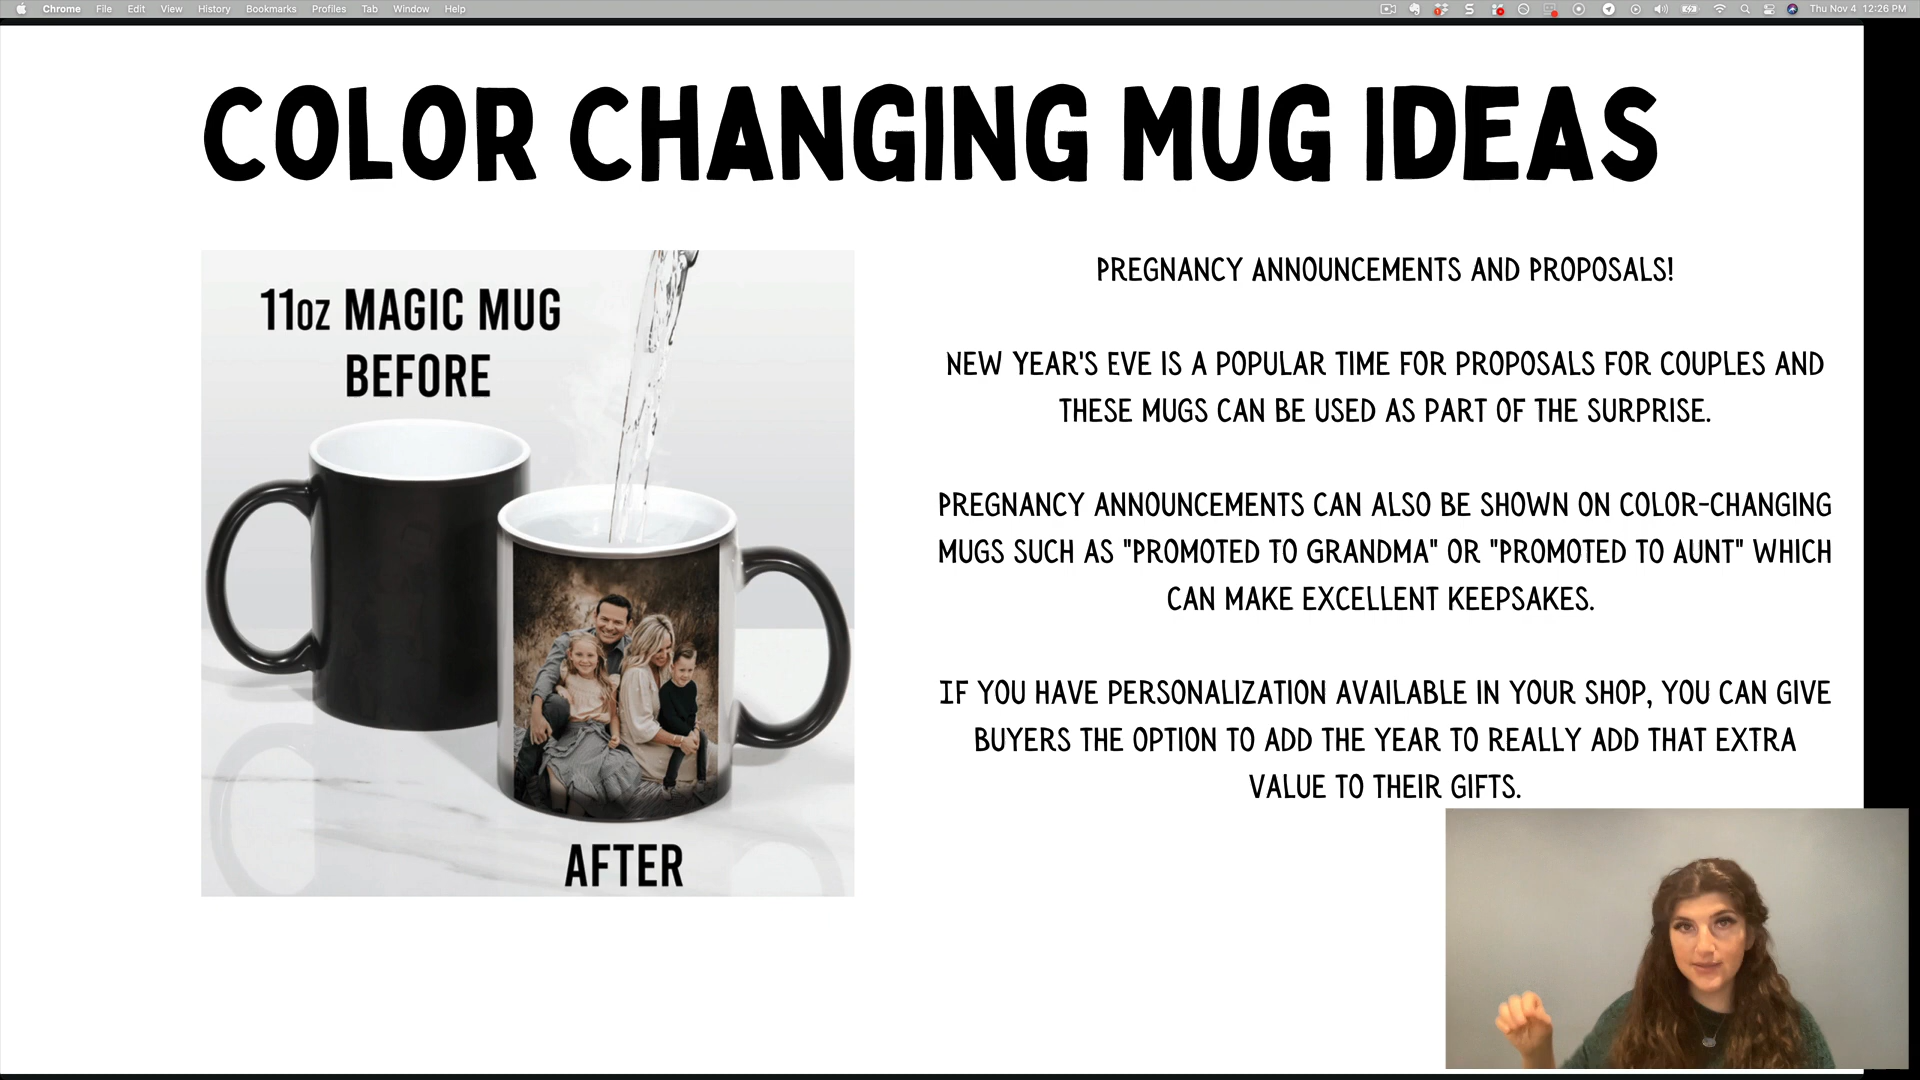 Chrome File Edit View History Bookmarks Profiles Tab Window Help Thu Nov 4 12:26 PM
COLOR CHANGING MUG IDEAS
11oz MAGIC MUG
BEFORE
AFTER
PREGNANCY ANNOUNCEMENTS AND PROPOSALS!
NEW YEAR'S EVE IS A POPULAR TIME FOR PROPOSALS FOR COUPLES AND
THESE MUGS CAN BE USED AS PART OF THE SURPRISE.
PREGNANCY ANNOUNCEMENTS CAN ALSO BE SHOWN ON COLOR-CHANGING
MUGS SUCH AS "PROMOTED TO GRANDMA" OR "PROMOTED TO AUNT" WHICH
CAN MAKE EXCELLENT KEEPSAKES.
IF YOU HAVE PERSONALIZATION AVAILABLE IN YOUR SHOP, YOU CAN GIVE
BUYERS THE OPTION TO ADD THE YEAR TO REALLY ADD THAT EXTRA
VALUE TO THEIR GIFTS.